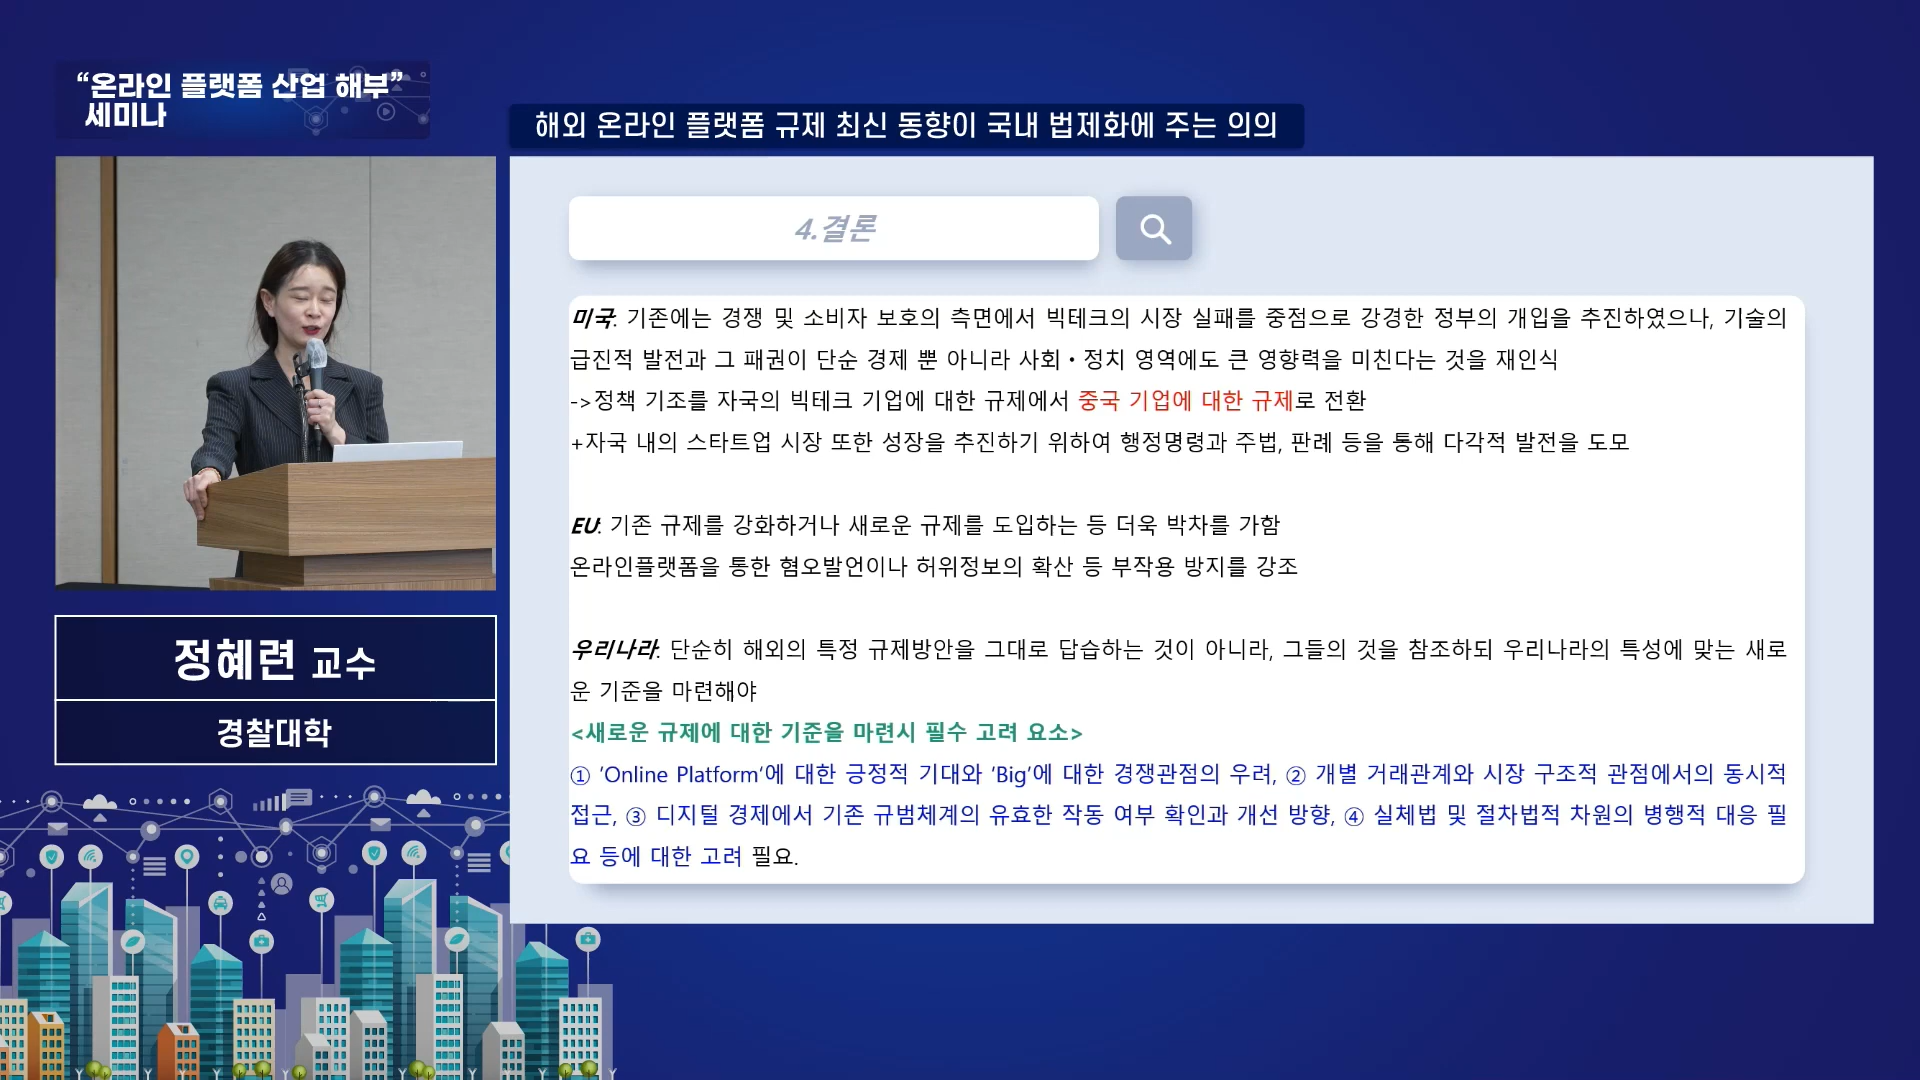 “온라인 플랫폼 산업 해부”
세미나
해외 온라인 플랫폼 규제 최신 동향이 국내 법제화에 주는 의의
4.결론
미국: 기존에는 경쟁 및 소비자 보호의 측면에서 빅테크의 시장 실패를 중점으로 강경한 정부의 개입을 추진하였으나, 기술의
급진적 발전과 그 패권이 단순 경제 뿐 아니라 사회・정치 영역에도 큰 영향력을 미친다는 것을 재인식
->정책 기조를 자국의 빅테크 기업에 대한 규제에서 중국 기업에 대한 규제로 전환
+자국 내의 스타트업 시장 또한 성장을 추진하기 위하여 행정명령과 주법, 판례 등을 통해 다각적 발전을 도모
EU: 기존 규제를 강화하거나 새로운 규제를 도입하는 등 더욱 박차를 가함
온라인플랫폼을 통한 혐오발언이나 허위정보의 확산 등 부작용 방지를 강조
우리나라: 단순히 해외의 특정 규제방안을 그대로 답습하는 것이 아니라, 그들의 것을 참조하되 우리나라의 특성에 맞는 새로
운 기준을 마련해야
<새로운 규제에 대한 기준을 마련시 필수 고려 요소>
① ‘Online Platform’에 대한 긍정적 기대와 ‘Big’에 대한 경쟁관점의 우려, ② 개별 거래관계와 시장 구조적 관점에서의 동시적
접근, ③ 디지털 경제에서 기존 규범체계의 유효한 작동 여부 확인과 개선 방향, ④ 실체법 및 절차법적 차원의 병행적 대응 필
요 등에 대한 고려 필요.
정혜련 교수
경찰대학